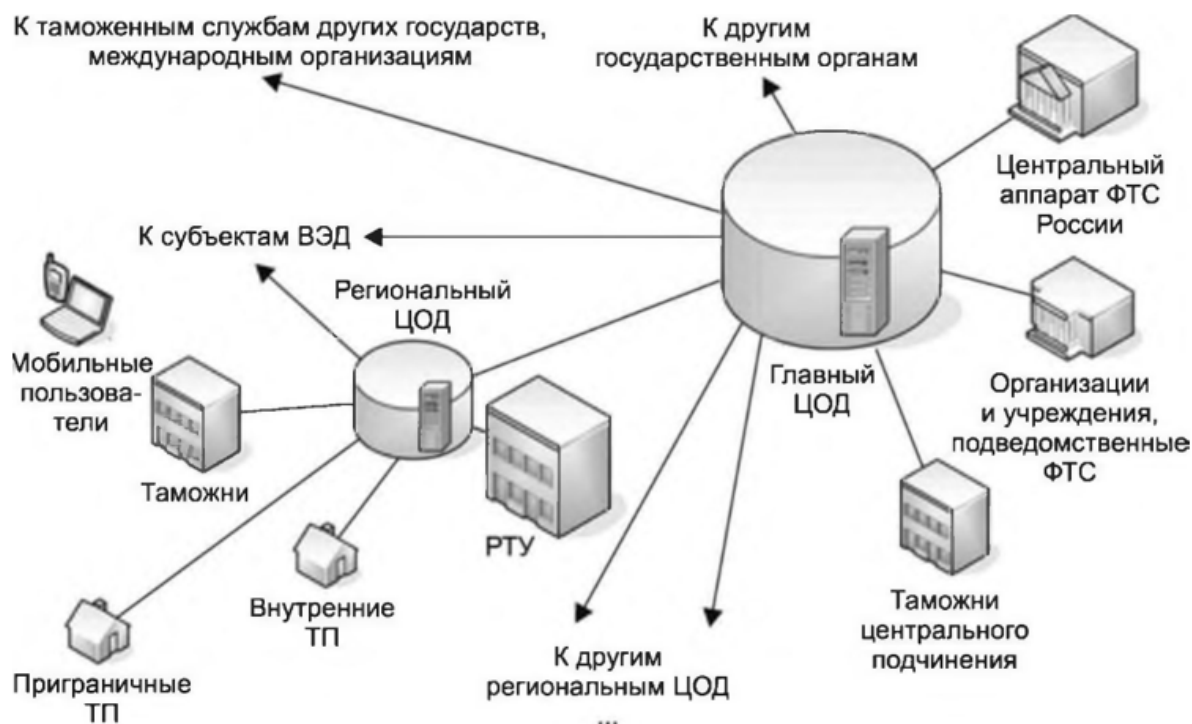 К таможенным службам других государств,
международным организациям
К другим
государственным органам
Центральный
аппарат ФТС
России
К субъектам ВЭД
Региональный
ЦОД
Мобильные
пользова-
тели
Главный
ЦОД
Организации
и учреждения,
подведомственные
ФТС
Таможни
РТУ
Внутренние
ТП
Таможни
центрального
подчинения
К другим
региональным ЦОД
...
Приграничные
ТП